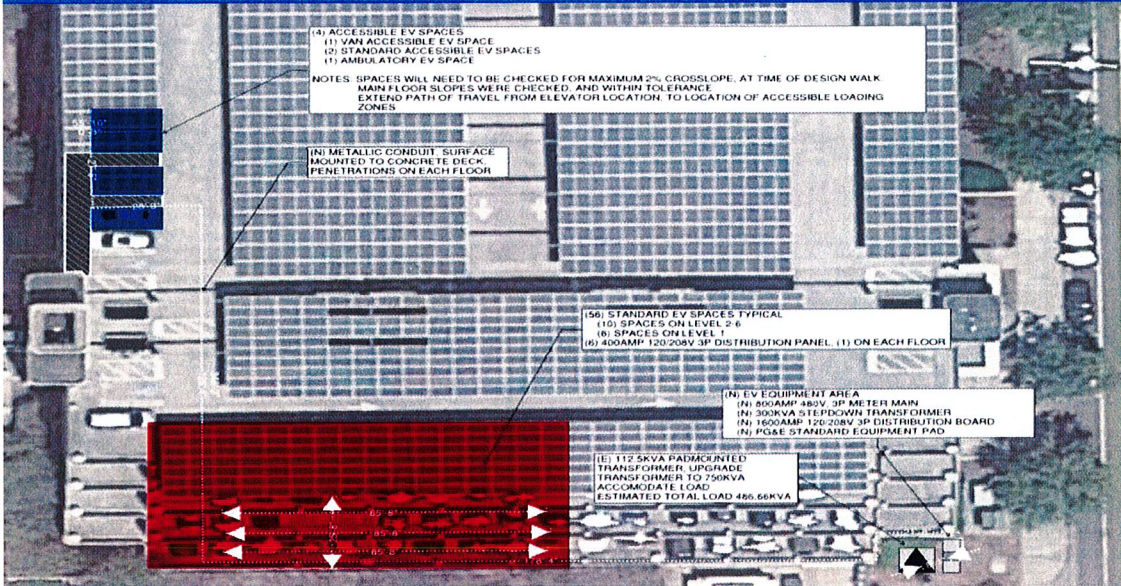 (4) ACCESSIBLE EV SPACES
(1) VAN ACCESSIBLE EV SPACE
(2) STANDARD ACCESSIBLE EV SPACES
(1) AMBULATORY EV SPACE
NOTES: SPACES WILL NEED TO BE CHECKED FOR MAXIMUM 2% CROSSLOPE, AT TIME OF DESIGN WALK.
MAIN FLOOR SLOPES WERE CHECKED, AND WITHIN TOLERANCE
EXTEND PATH OF TRAVEL FROM ELEVATOR LOCATION, TO LOCATION OF ACCESSIBLE LOADING
ZONES
(N) METALLIC CONDUIT, SURFACE
MOUNTED TO CONCRETE DECK,
PENETRATIONS ON EACH FLOOR
(56) STANDARD EV SPACES TYPICAL
(10) SPACES ON LEVEL 2-6
(6) SPACES ON LEVEL 1
(6) 400AMP 120/208V 3P DISTRIBUTION PANEL, (1) ON EACH FLOOR
(N) EV EQUIPMENT AREA
(N) 800AMP 480V, 3P METER MAIN
(N) 300KVA STEPDOWN TRANSFORMER
(N) 1600AMP 120/208V 3P DISTRIBUTION BOARD
(N) PG&E STANDARD EQUIPMENT PAD
(E) 112.5KVA PADMOUNTED
TRANSFORMER, UPGRADE
TRANSFORMER TO 750KVA
ACCOMODATE LOAD
ESTIMATED TOTAL LOAD 486.66KVA
85'-8"
85'-8"
85'-8"